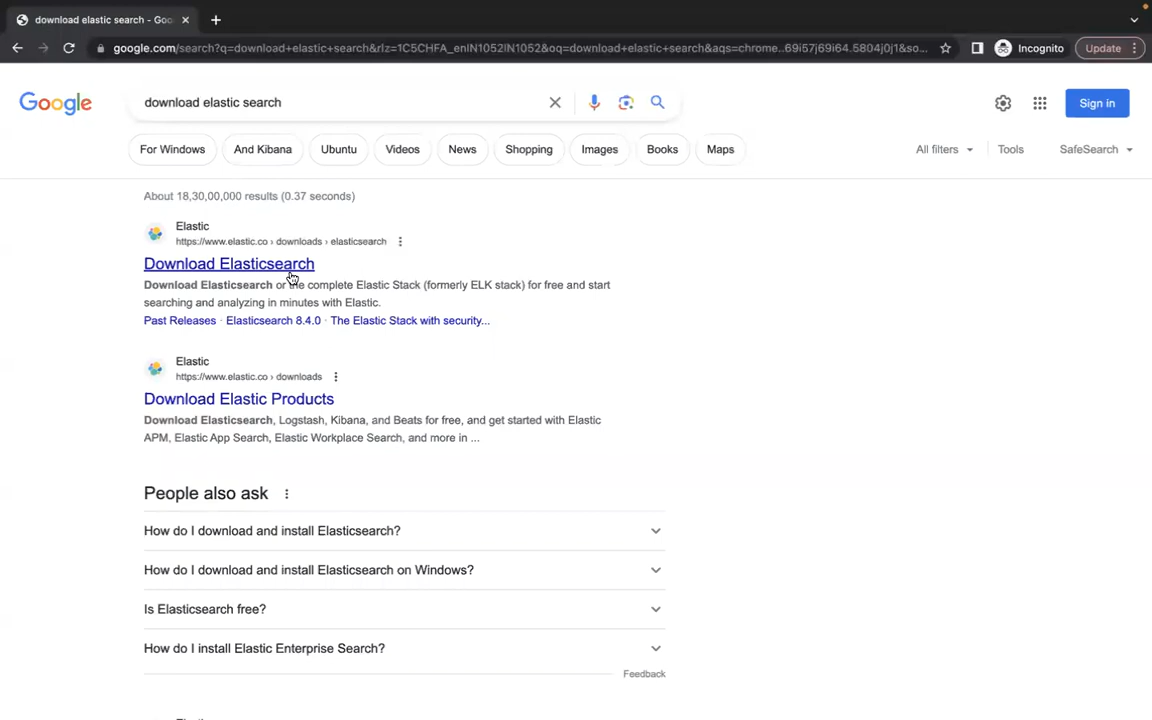 download elastic search - Goo
google.com/search?q=download+elastic+search&rlz=1C5CHFA_enIN1052IN1052&oq=download+elastic+search&aqs=chrome..69i57j69i64.5804j0j1&so...
Incognito
Update
Google
download elastic search
Sign in
For Windows
And Kibana
Ubuntu
Videos
News
Shopping
Images
Books
Maps
All filters
Tools
SafeSearch
About 18,30,00,000 results (0.37 seconds)
Elastic
https://www.elastic.co › downloads › elasticsearch
Download Elasticsearch
Download Elasticsearch or the complete Elastic Stack (formerly ELK stack) for free and start
searching and analyzing in minutes with Elastic.
Past Releases · Elasticsearch 8.4.0 · The Elastic Stack with security...
Elastic
https://www.elastic.co › downloads
Download Elastic Products
Download Elasticsearch, Logstash, Kibana, and Beats for free, and get started with Elastic
APM, Elastic App Search, Elastic Workplace Search, and more in ...
People also ask
How do I download and install Elasticsearch?
How do I download and install Elasticsearch on Windows?
Is Elasticsearch free?
How do I install Elastic Enterprise Search?
Feedback